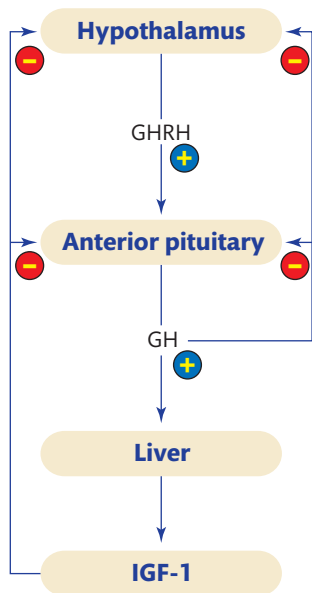 Hypothalamus
−
−
GHRH
+
Anterior pituitary
−
−
GH
+
Liver
IGF-1